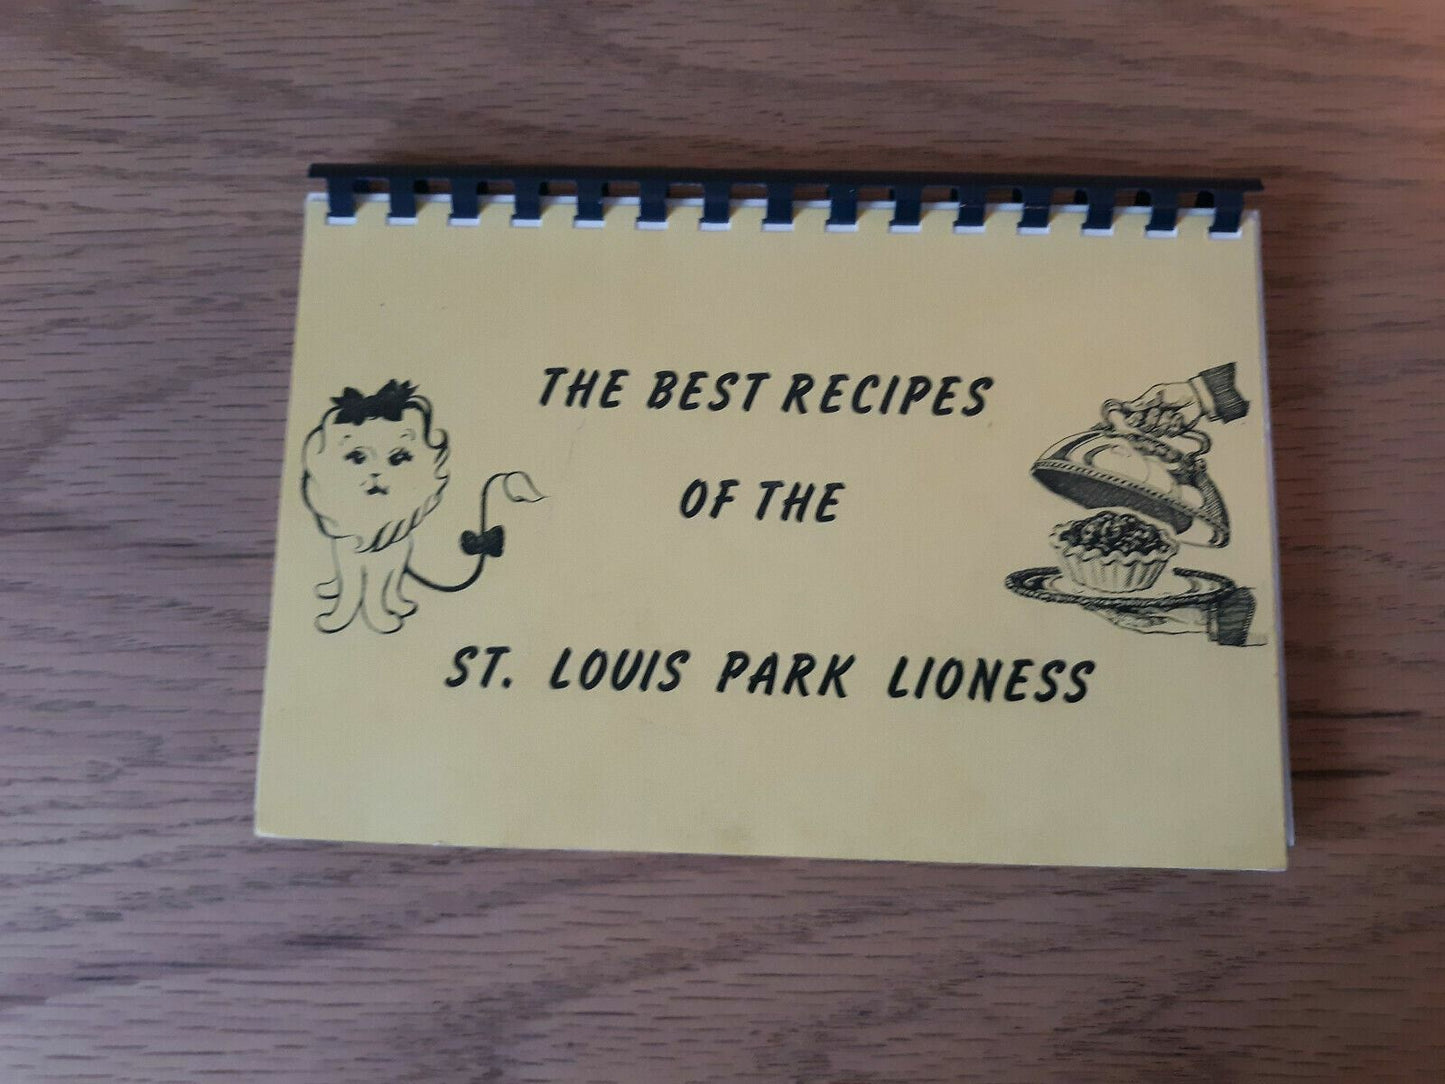 THE BEST RECIPES
OF THE
ST. LOUIS PARK LIONESS